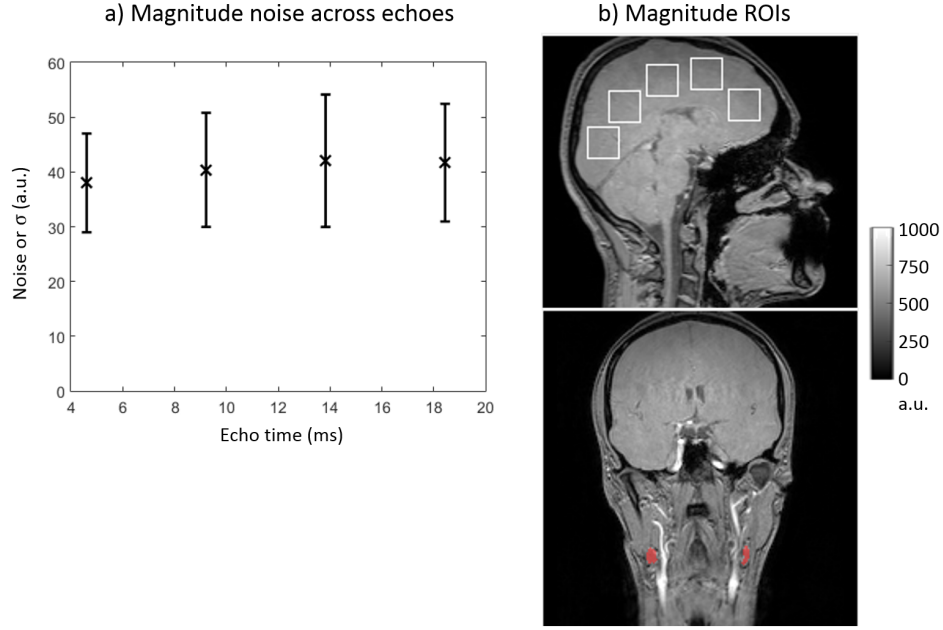 a) Magnitude noise across echoes
60
50
40
30
20
10
0
Noise or σ (a.u.)
4 6 8 10 12 14 16 18 20
Echo time (ms)
b) Magnitude ROIs
1000
750
500
250
0
a.u.